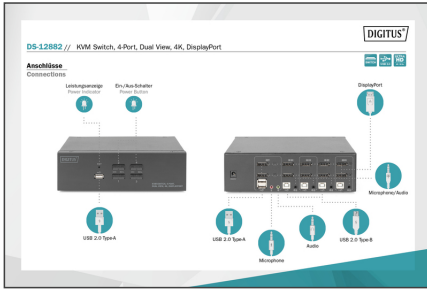 DIGITUS®
DS-12882 // KVM Switch, 4-Port, Dual View, 4K, DisplayPort
Anschlüsse
Connections
Leistungsanzeige
Power Indicator
Ein-/Aus-Schalter
Power Button
DisplayPort
DIGITUS
Microphone/Audio
USB 2.0 Type-A
USB 2.0 Type-A
Microphone
Audio
USB 2.0 Type-B